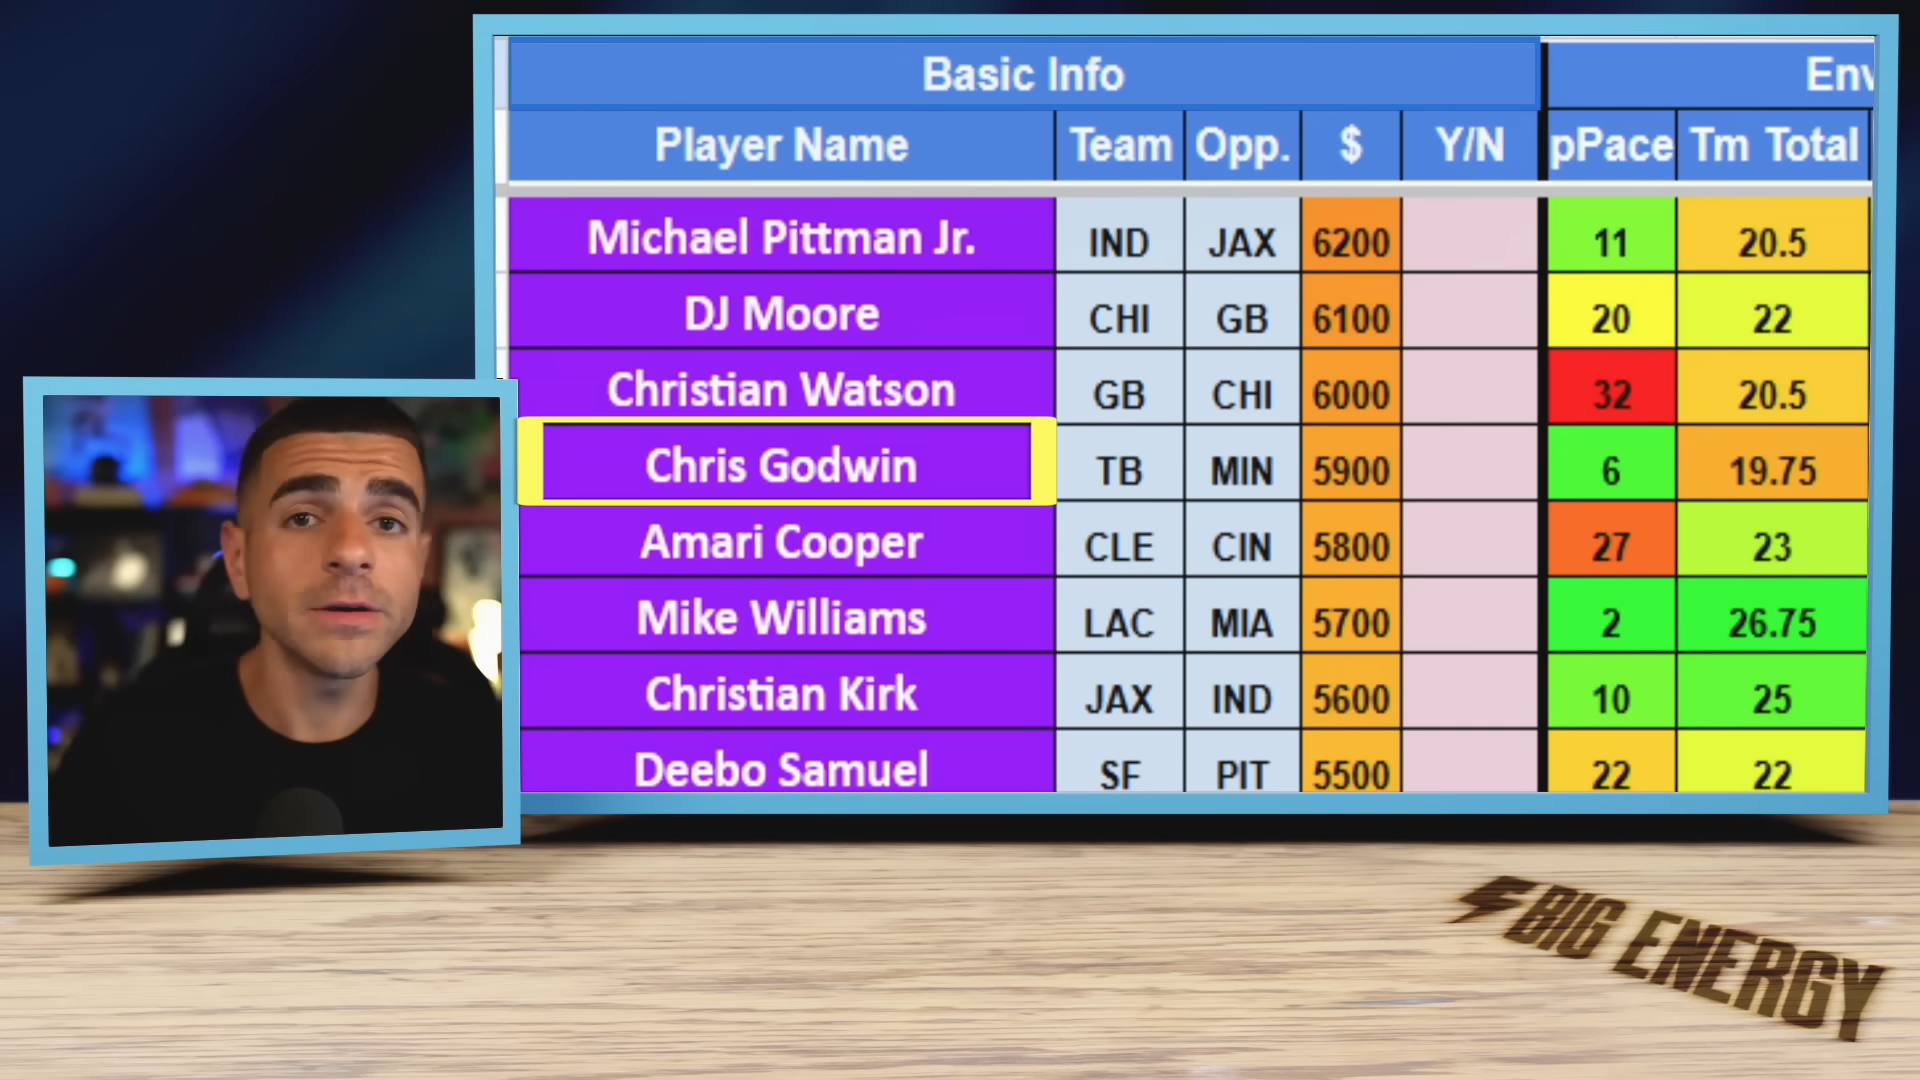 Basic Info Env
Player Name Team Opp. $ Y/N pPace Tm Total
Michael Pittman Jr. IND JAX 6200 11 20.5
DJ Moore CHI GB 6100 20 22
Christian Watson GB CHI 6000 32 20.5
Chris Godwin TB MIN 5900 6 19.75
Amari Cooper CLE CIN 5800 27 23
Mike Williams LAC MIA 5700 2 26.75
Christian Kirk JAX IND 5600 10 25
Deebo Samuel SF PIT 5500 22 22
BIG ENERGY